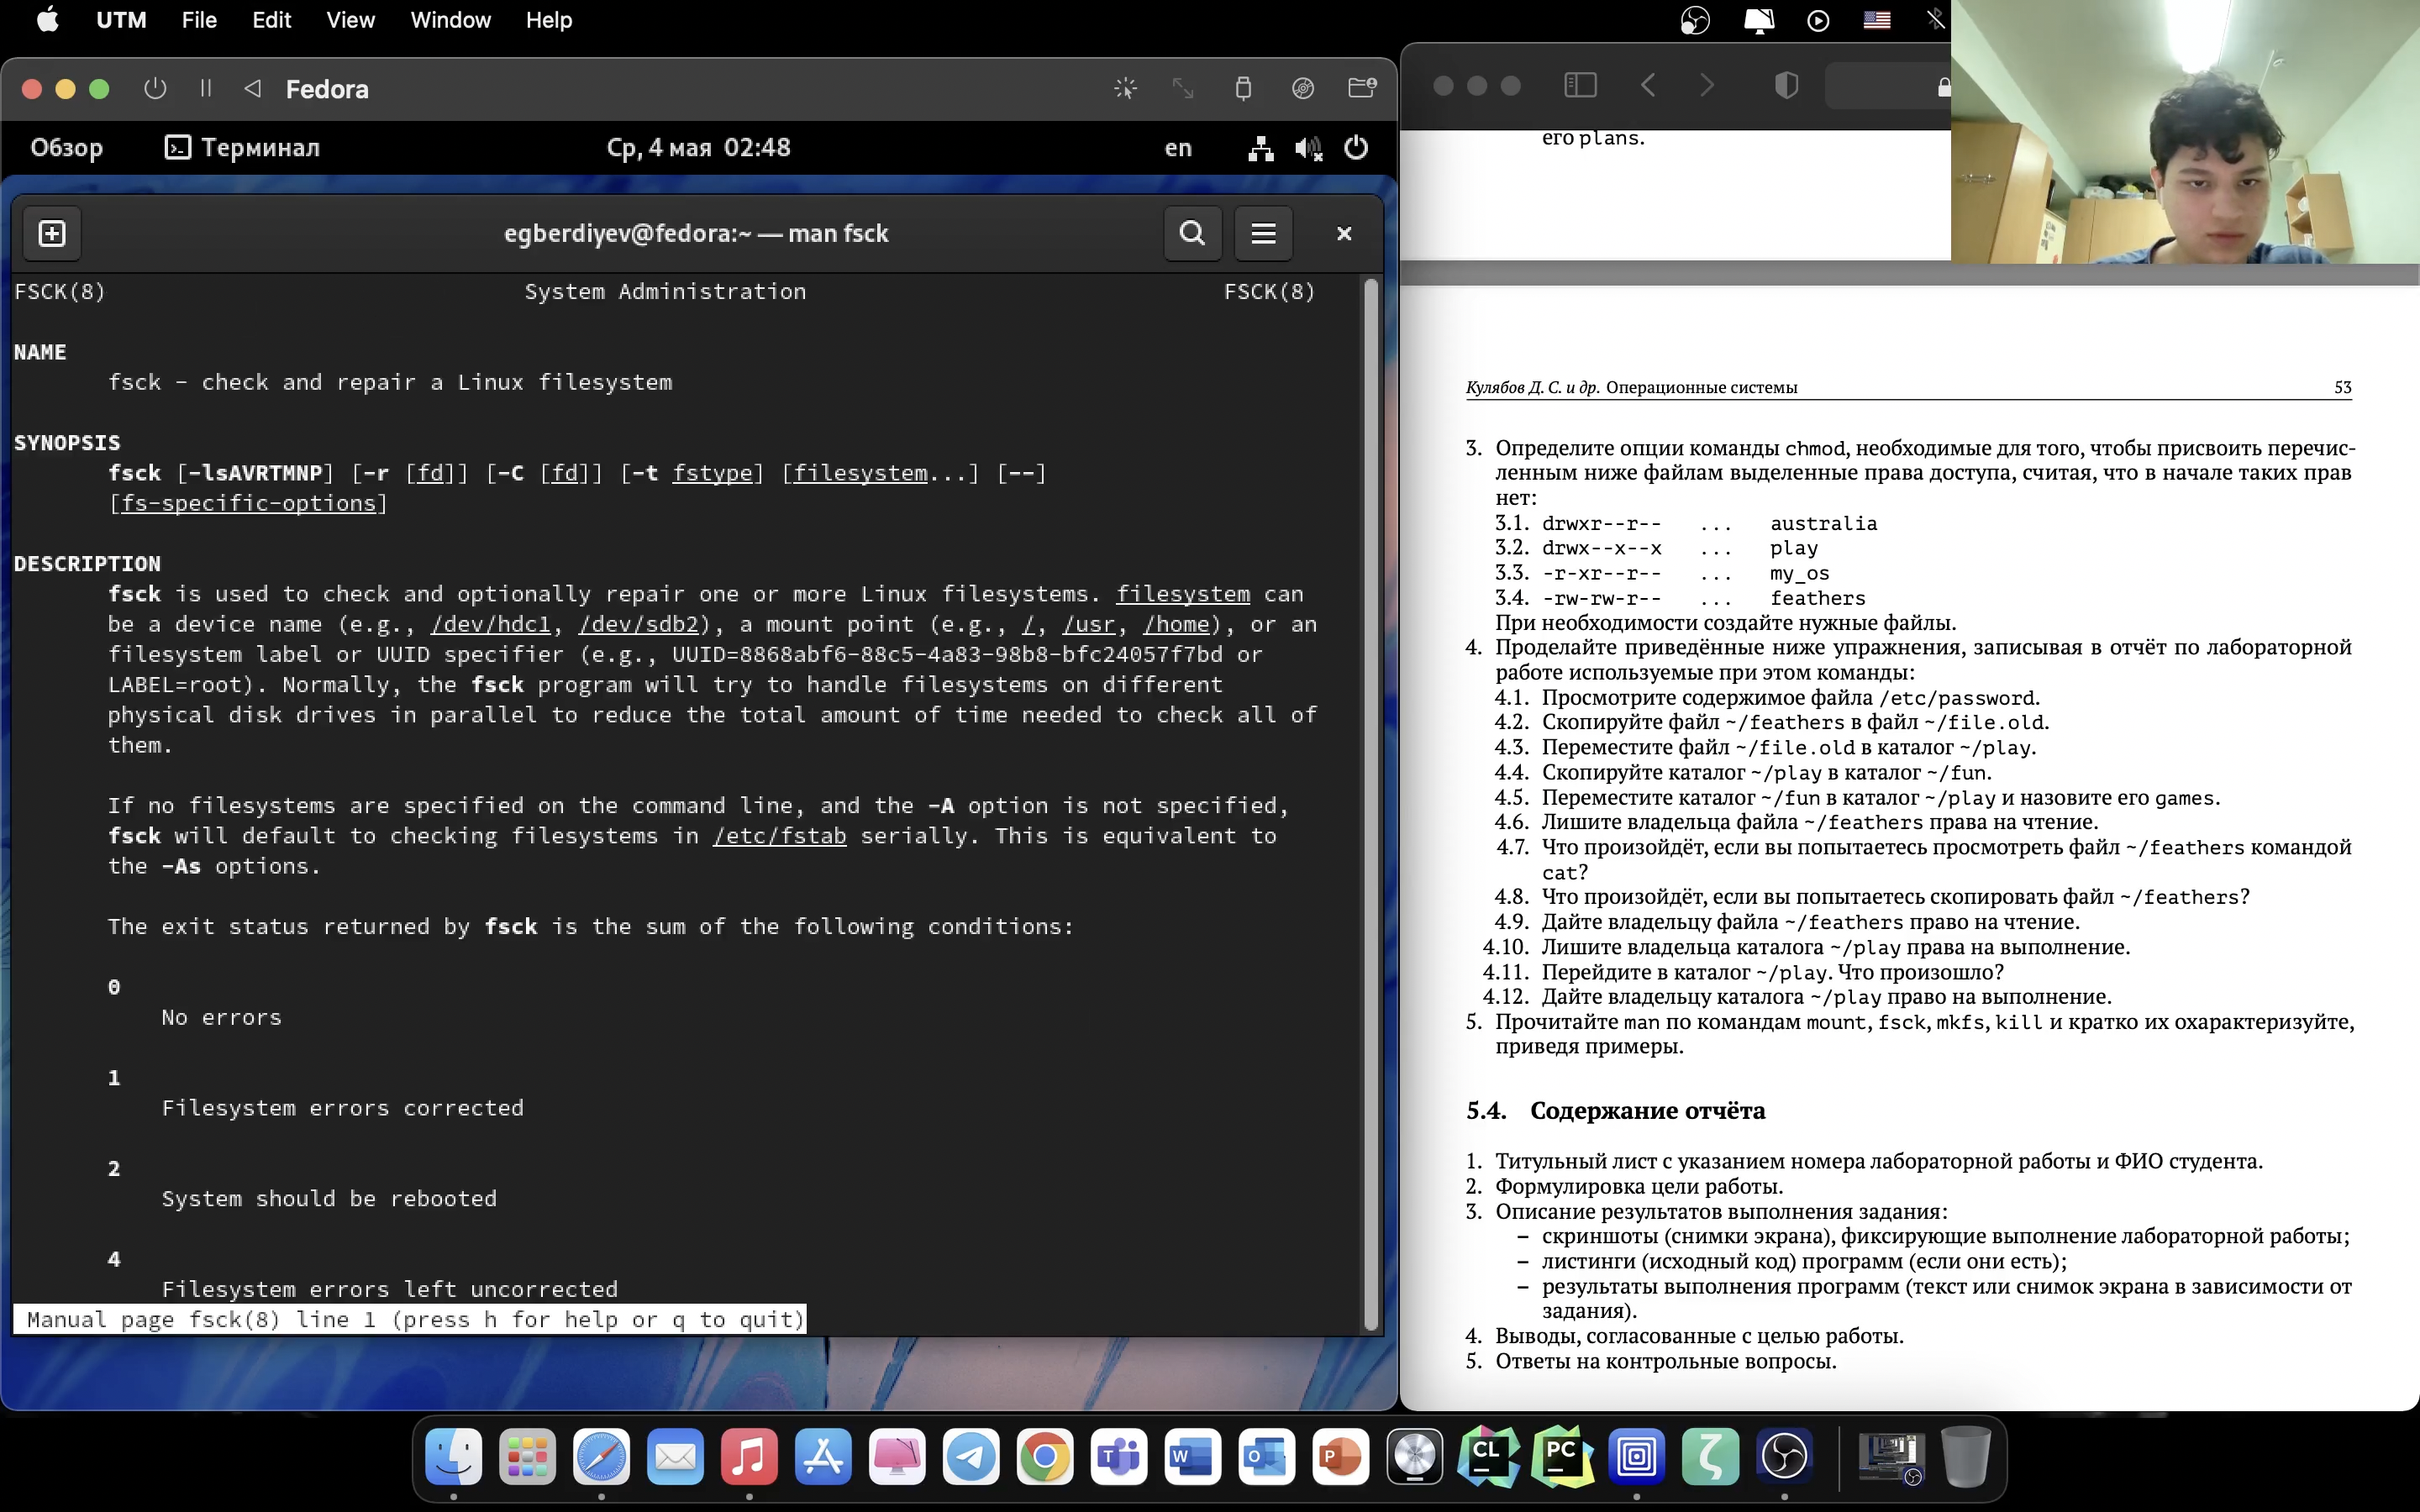 UTM File Edit View Window Help
Fedora
Обзор Терминал Ср, 4 мая 02:48 en
egberdiyev@fedora:~ — man fsck
FSCK(8) System Administration FSCK(8)
NAME
fsck - check and repair a Linux filesystem
SYNOPSIS
fsck [-lsAVRTMNP] [-r [fd]] [-C [fd]] [-t fstype] [filesystem...] [--]
[fs-specific-options]
DESCRIPTION
fsck is used to check and optionally repair one or more Linux filesystems. filesystem can
be a device name (e.g., /dev/hdc1, /dev/sdb2), a mount point (e.g., /, /usr, /home), or an
filesystem label or UUID specifier (e.g., UUID=8868abf6-88c5-4a83-98b8-bfc24057f7bd or
LABEL=root). Normally, the fsck program will try to handle filesystems on different
physical disk drives in parallel to reduce the total amount of time needed to check all of
them.
If no filesystems are specified on the command line, and the -A option is not specified,
fsck will default to checking filesystems in /etc/fstab serially. This is equivalent to
the -As options.
The exit status returned by fsck is the sum of the following conditions:
0
No errors
1
Filesystem errors corrected
2
System should be rebooted
4
Filesystem errors left uncorrected
Manual page fsck(8) line 1 (press h for help or q to quit)
его plans.
Кулябов Д. С. и др. Операционные системы 53
3. Определите опции команды chmod, необходимые для того, чтобы присвоить перечис-
ленным ниже файлам выделенные права доступа, считая, что в начале таких прав
нет:
3.1. drwxr--r-- ... australia
3.2. drwx--x--x ... play
3.3. -r-xr--r-- ... my_os
3.4. -rw-rw-r-- ... feathers
При необходимости создайте нужные файлы.
4. Проделайте приведённые ниже упражнения, записывая в отчёт по лабораторной
работе используемые при этом команды:
4.1. Просмотрите содержимое файла /etc/password.
4.2. Скопируйте файл ~/feathers в файл ~/file.old.
4.3. Переместите файл ~/file.old в каталог ~/play.
4.4. Скопируйте каталог ~/play в каталог ~/fun.
4.5. Переместите каталог ~/fun в каталог ~/play и назовите его games.
4.6. Лишите владельца файла ~/feathers права на чтение.
4.7. Что произойдёт, если вы попытаетесь просмотреть файл ~/feathers командой
cat?
4.8. Что произойдёт, если вы попытаетесь скопировать файл ~/feathers?
4.9. Дайте владельцу файла ~/feathers право на чтение.
4.10. Лишите владельца каталога ~/play права на выполнение.
4.11. Перейдите в каталог ~/play. Что произошло?
4.12. Дайте владельцу каталога ~/play право на выполнение.
5. Прочитайте man по командам mount, fsck, mkfs, kill и кратко их охарактеризуйте,
приведя примеры.
5.4. Содержание отчёта
1. Титульный лист с указанием номера лабораторной работы и ФИО студента.
2. Формулировка цели работы.
3. Описание результатов выполнения задания:
– скриншоты (снимки экрана), фиксирующие выполнение лабораторной работы;
– листинги (исходный код) программ (если они есть);
– результаты выполнения программ (текст или снимок экрана в зависимости от
задания).
4. Выводы, согласованные с целью работы.
5. Ответы на контрольные вопросы.
T W O P CL PC